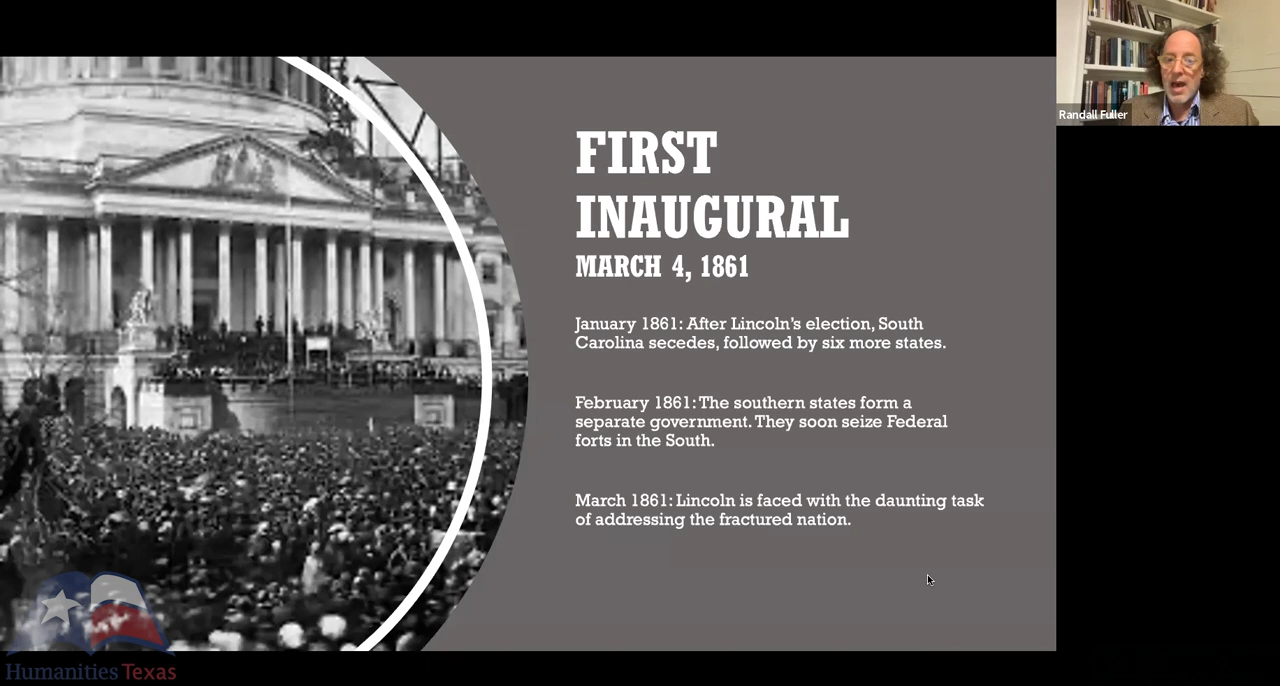 FIRST
INAUGURAL
MARCH 4, 1861
January 1861: After Lincoln’s election, South
Carolina secedes, followed by six more states.
February 1861: The southern states form a
separate government. They soon seize Federal
forts in the South.
March 1861: Lincoln is faced with the daunting task
of addressing the fractured nation.
Randall Fuller
Humanities Texas